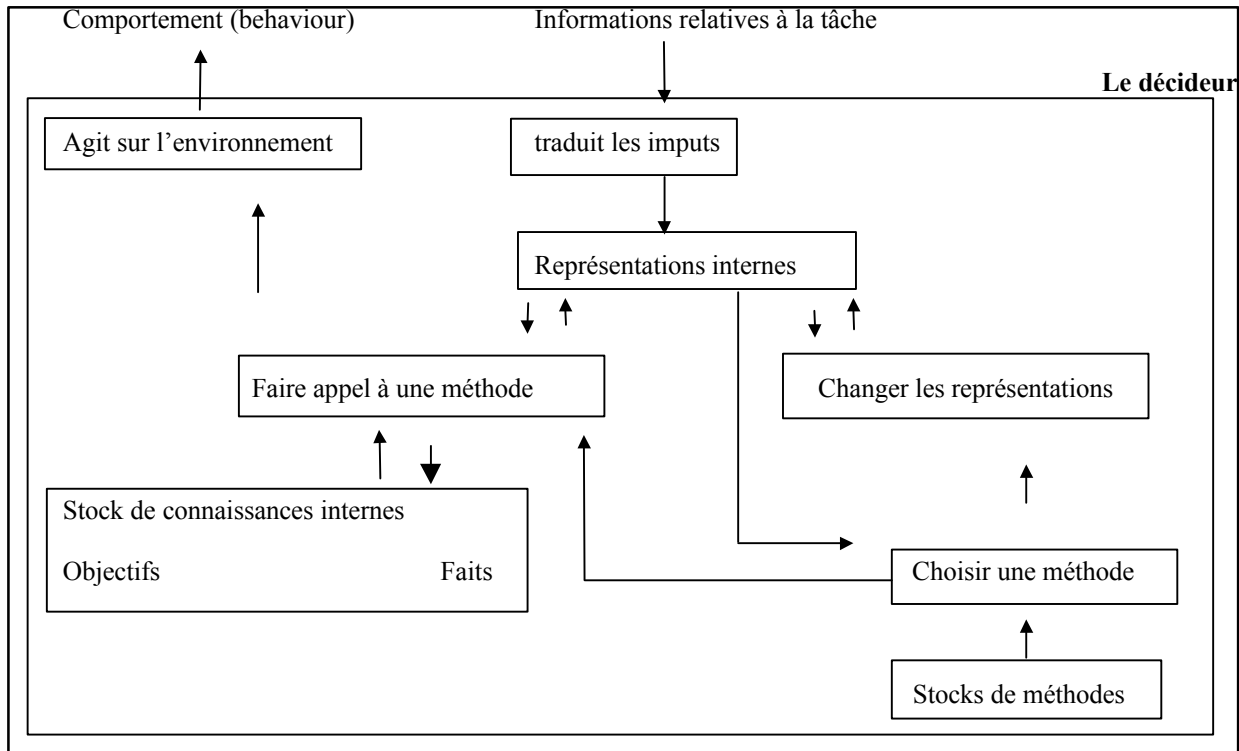 Comportement (behaviour)
Informations relatives à la tâche
Le décideur
Agit sur l’environnement
traduit les imputs
Représentations internes
Faire appel à une méthode
Changer les représentations
Stock de connaissances internes
Objectifs Faits
Choisir une méthode
Stocks de méthodes